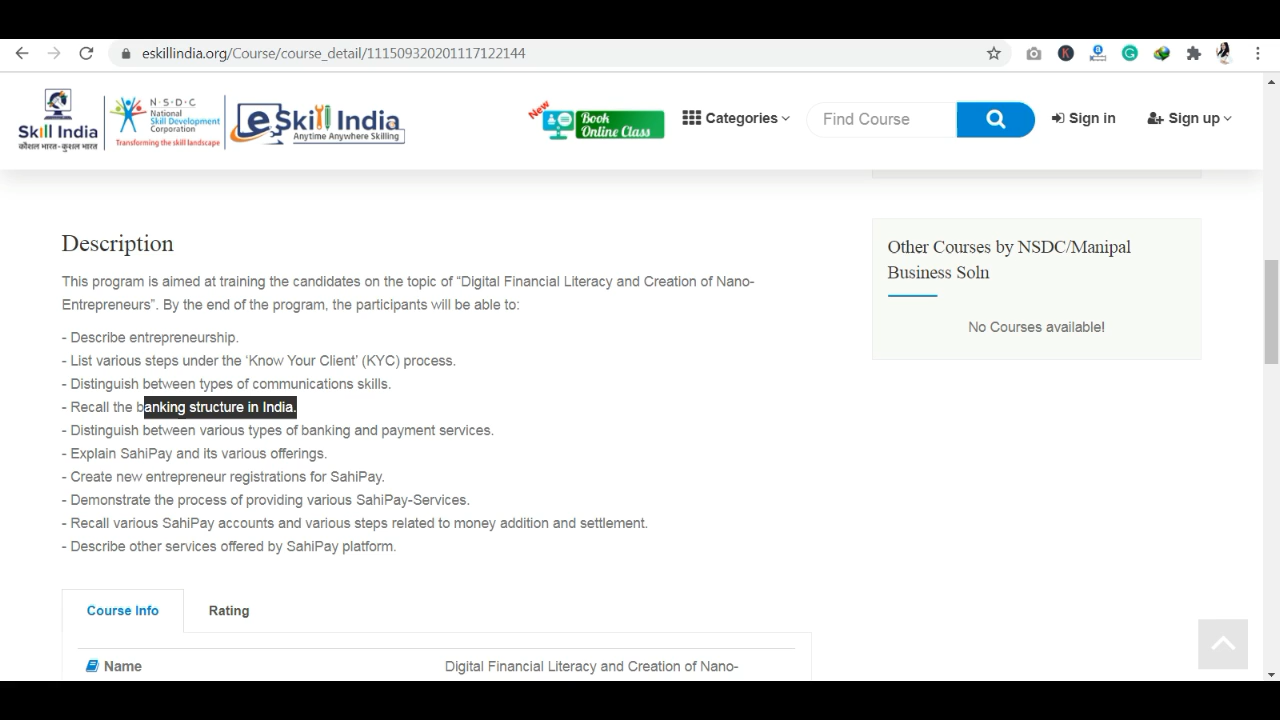 eskillindia.org/Course/course_detail/111509320201117122144
Skill India
कौशल भारत - कुशल भारत
N·S·D·C
National
Skill Development
Corporation
Transforming the skill landscape
eSkill India
Anytime Anywhere Skilling
New
Book
Online Class
Categories
Find Course
Sign in
Sign up
Description
This program is aimed at training the candidates on the topic of “Digital Financial Literacy and Creation of Nano-
Entrepreneurs”. By the end of the program, the participants will be able to:
- Describe entrepreneurship.
- List various steps under the ‘Know Your Client’ (KYC) process.
- Distinguish between types of communications skills.
- Recall the banking structure in India.
- Distinguish between various types of banking and payment services.
- Explain SahiPay and its various offerings.
- Create new entrepreneur registrations for SahiPay.
- Demonstrate the process of providing various SahiPay-Services.
- Recall various SahiPay accounts and various steps related to money addition and settlement.
- Describe other services offered by SahiPay platform.
Other Courses by NSDC/Manipal
Business Soln
No Courses available!
Course Info
Rating
Name
Digital Financial Literacy and Creation of Nano-